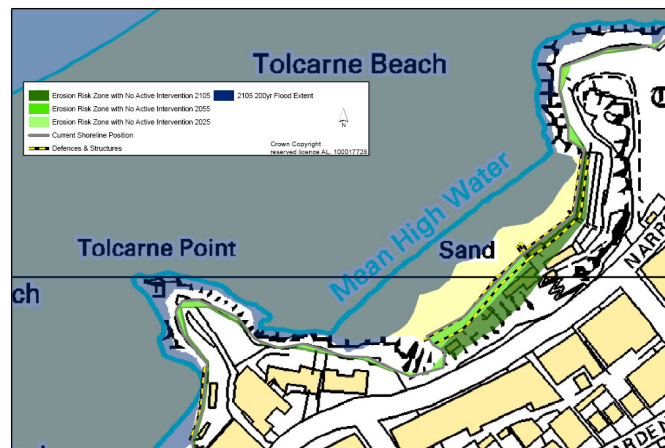 Tolcarne Beach
Erosion Risk Zone with No Active Intervention 2105
2105 200yr Flood Extent
Erosion Risk Zone with No Active Intervention 2055
Erosion Risk Zone with No Active Intervention 2025
Current Shoreline Position
Defences & Structures
N
Crown Copyright
reserved licence AL. 100017728
Mean High Water
Tolcarne Point
Sand
NARR
ch